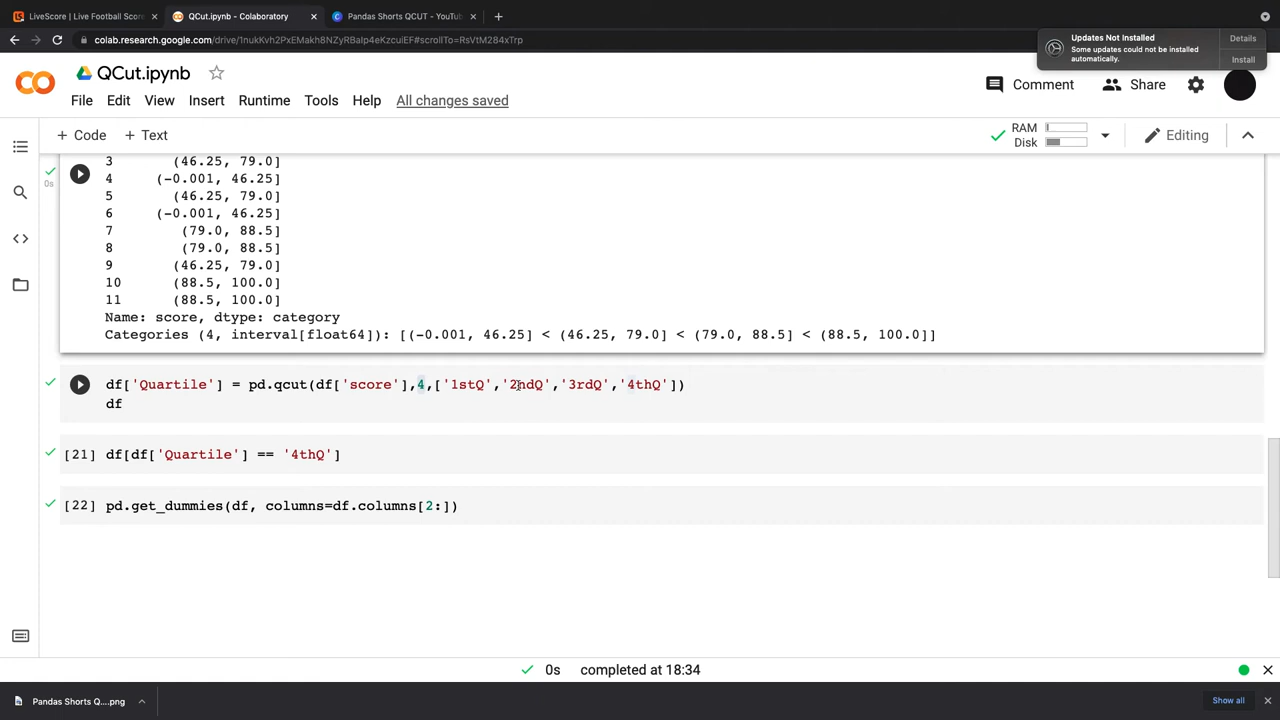 LiveScore | Live Football Score
QCut.ipynb - Colaboratory
Pandas Shorts QCUT - YouTub
colab.research.google.com/drive/1nukKvh2PxEMakh8NZyRBaIp4eKzcuiEF#scrollTo=RsVtM284xTrp
Updates Not Installed
Some updates could not be installed
automatically.
Details
Install
QCut.ipynb
Comment
Share
File Edit View Insert Runtime Tools Help All changes saved
+ Code + Text
RAM
Disk
Editing
3 (46.25, 79.0]
0s
4 (-0.001, 46.25]
5 (46.25, 79.0]
6 (-0.001, 46.25]
7 (79.0, 88.5]
8 (79.0, 88.5]
9 (46.25, 79.0]
10 (88.5, 100.0]
11 (88.5, 100.0]
Name: score, dtype: category
Categories (4, interval[float64]): [(-0.001, 46.25] < (46.25, 79.0] < (79.0, 88.5] < (88.5, 100.0]]
df['Quartile'] = pd.qcut(df['score'],4,['1stQ','2ndQ','3rdQ','4thQ'])
df
[21] df[df['Quartile'] == '4thQ']
[22] pd.get_dummies(df, columns=df.columns[2:])
0s completed at 18:34
Pandas Shorts Q....png
Show all